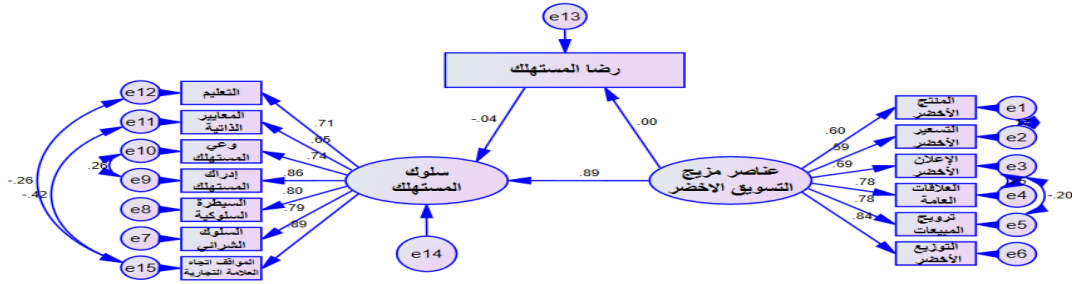 e13
رضا المستهلك
e12
التعليم
e11
المعايير
الذاتية
e10
وعي
المستهلك
e9
إدراك
المستهلك
e8
السيطرة
السلوكية
e7
السلوك
الشرائي
e15
المواقف اتجاه
العلامة التجارية
.71
.65
.74
.86
.80
.79
.89
.26
-.26
-.42
سلوك
المستهلك
e14
-.04
.00
.89
عناصر مزيج
التسويق الاخضر
.60
.59
.69
.78
.78
.84
المنتج
الأخضر
e1
التسعير
الأخضر
e2
الإعلان
الأخضر
e3
العلاقات
العامة
e4
ترويج
المبيعات
e5
التوزيع
الأخضر
e6
-.20